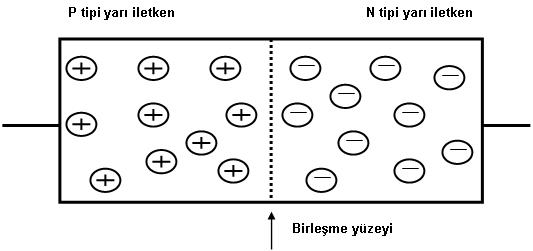 P tipi yarı iletken
N tipi yarı iletken
Birleşme yüzeyi